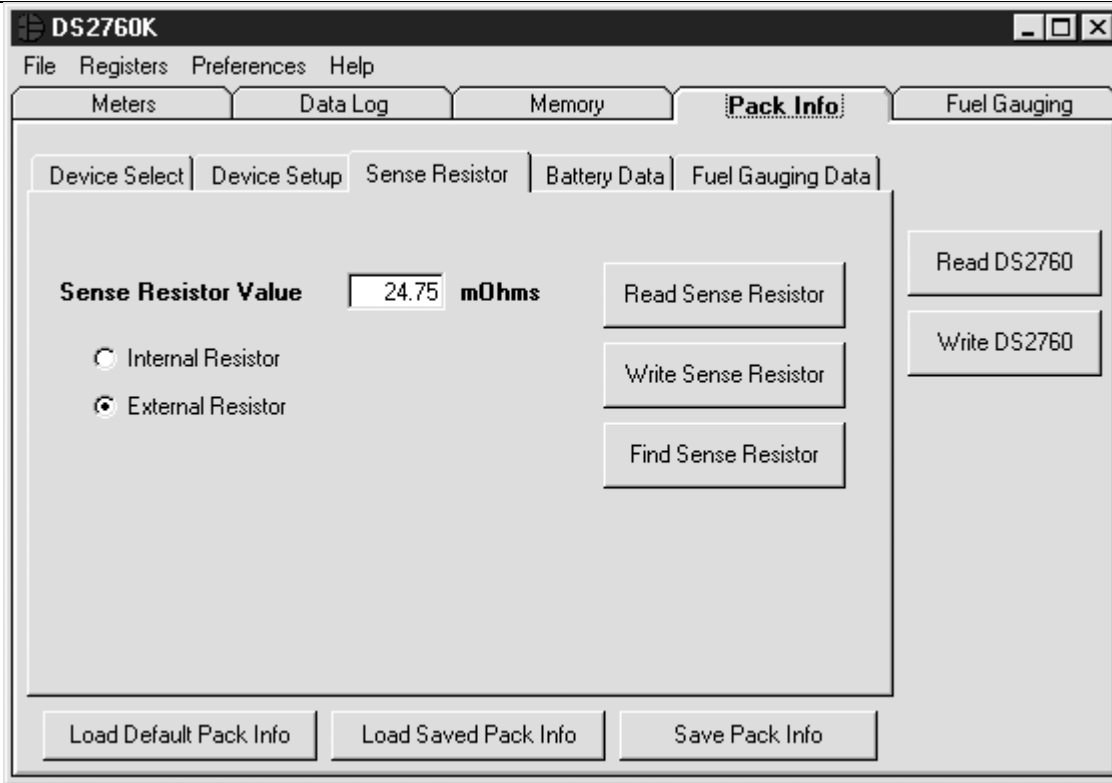 DS2760K
File Registers Preferences Help
Meters Data Log Memory Pack Info Fuel Gauging
Device Select Device Setup Sense Resistor Battery Data Fuel Gauging Data
Read DS2760
Sense Resistor Value 24.75 mOhms Read Sense Resistor
Write DS2760
Internal Resistor
Write Sense Resistor
External Resistor
Find Sense Resistor
Load Default Pack Info Load Saved Pack Info Save Pack Info